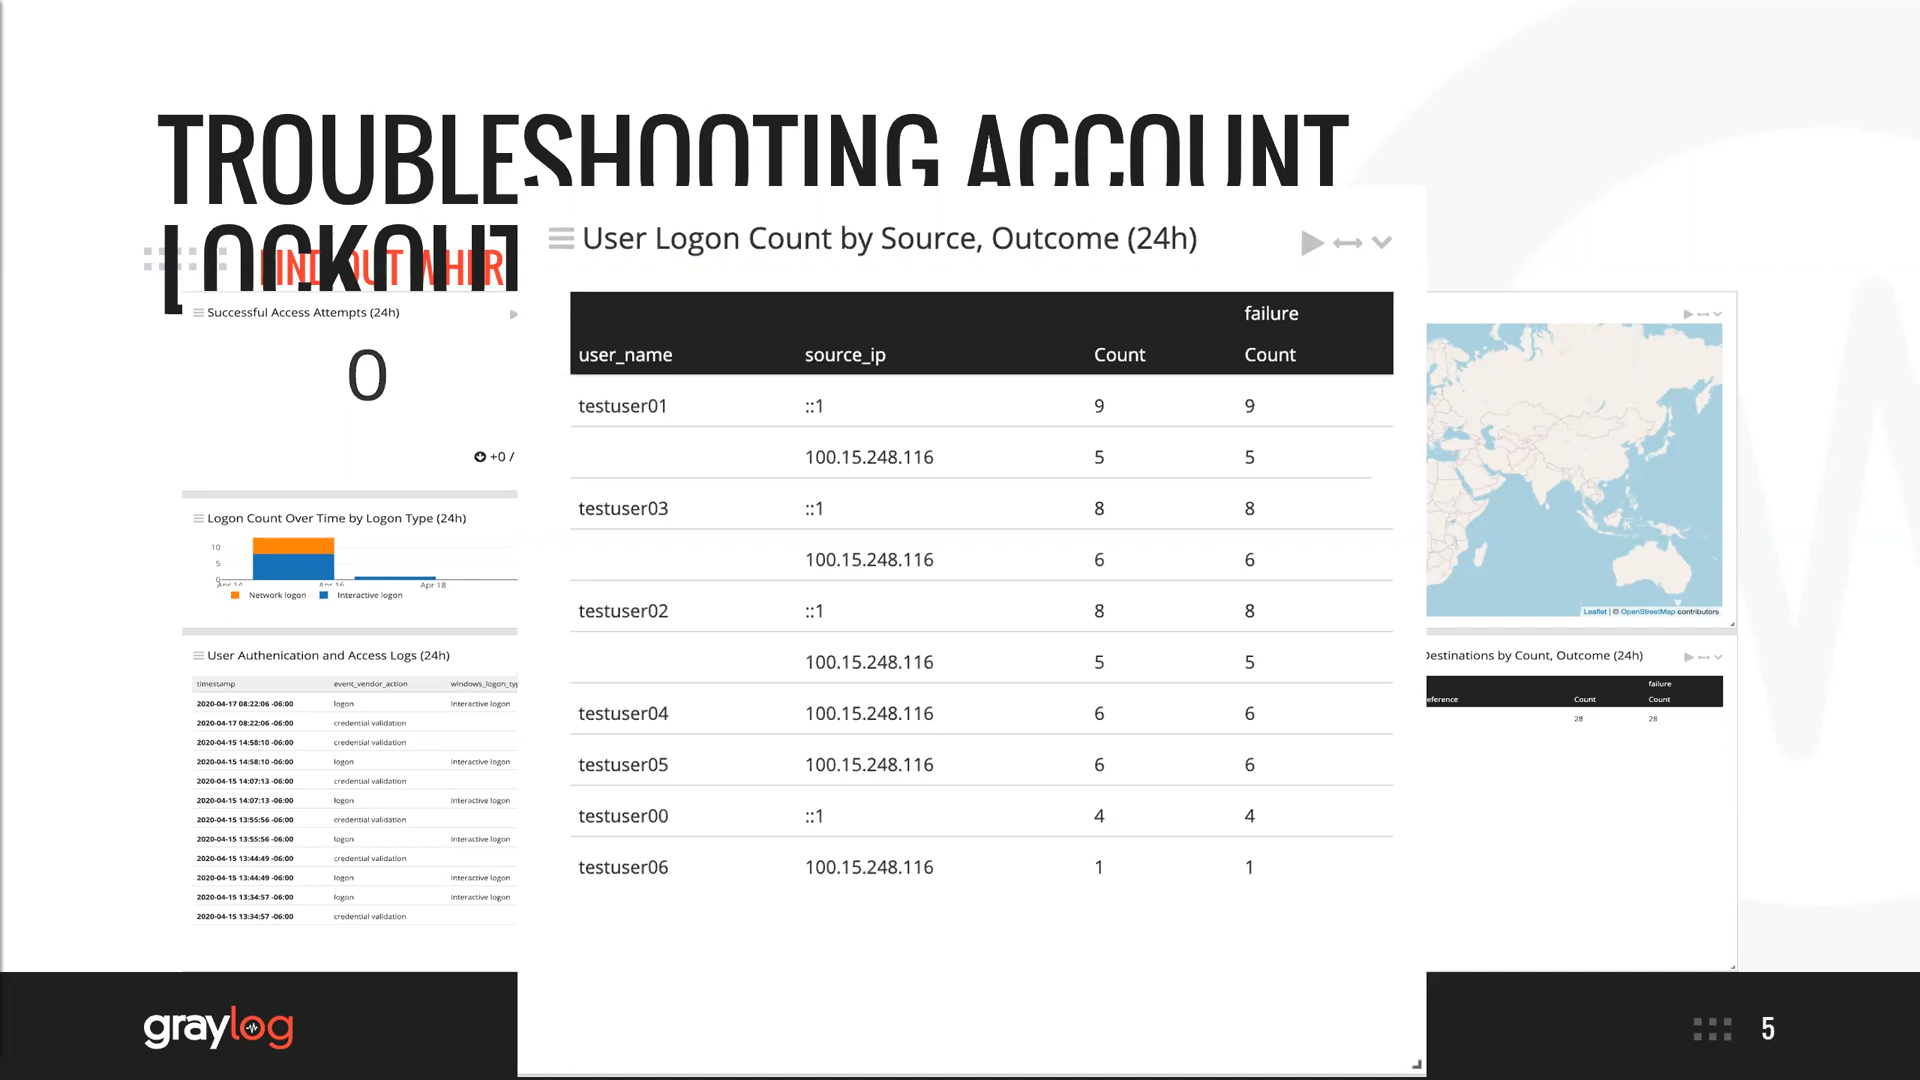 TROUBLESHOOTING ACCOUNT
LOCKOUT
FIND OUT WHER
User Logon Count by Source, Outcome (24h)
failure
user_name source_ip Count Count
testuser01 ::1 9 9
100.15.248.116 5 5
testuser03 ::1 8 8
100.15.248.116 6 6
testuser02 ::1 8 8
100.15.248.116 5 5
testuser04 100.15.248.116 6 6
testuser05 100.15.248.116 6 6
testuser00 ::1 4 4
testuser06 100.15.248.116 1 1
Successful Access Attempts (24h)
0
+0 /
Logon Count Over Time by Logon Type (24h)
10
5
0
Apr 14 Apr 16 Apr 18
Network logon Interactive logon
User Authenication and Access Logs (24h)
timestamp event_vendor_action windows_logon_typ
2020-04-17 08:22:06 -06:00 logon Interactive logon
2020-04-17 08:22:06 -06:00 credential validation
2020-04-15 14:58:10 -06:00 credential validation
2020-04-15 14:58:10 -06:00 logon Interactive logon
2020-04-15 14:07:13 -06:00 credential validation
2020-04-15 14:07:13 -06:00 logon Interactive logon
2020-04-15 13:55:56 -06:00 credential validation
2020-04-15 13:55:56 -06:00 logon Interactive logon
2020-04-15 13:44:49 -06:00 credential validation
2020-04-15 13:44:49 -06:00 logon Interactive logon
2020-04-15 13:34:57 -06:00 logon Interactive logon
2020-04-15 13:34:57 -06:00 credential validation
Leaflet | © OpenStreetMap contributors
Destinations by Count, Outcome (24h)
failure
eference Count Count
28 28
graylog
5